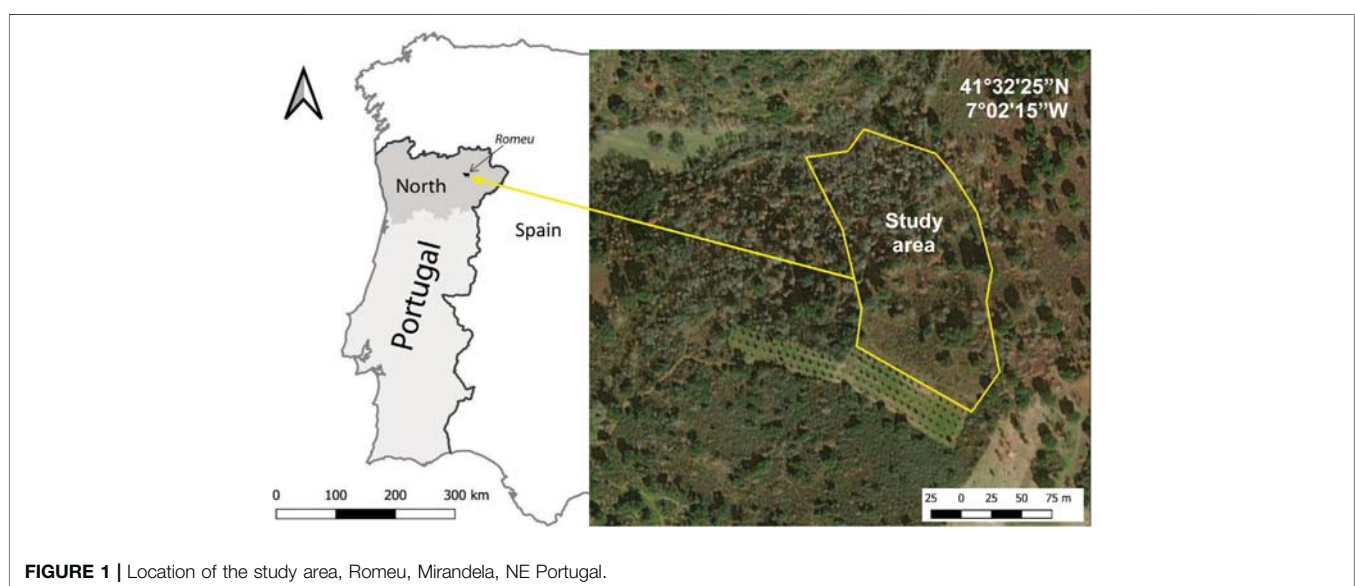 Romeu
North
Spain
Portugal
0 100 200 300 km
41°32'25”N
7°02'15”W
Study
area
25 0 25 50 75 m
FIGURE 1 | Location of the study area, Romeu, Mirandela, NE Portugal.